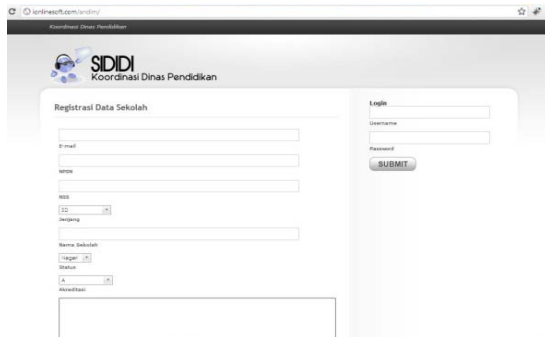 ionlinesoft.com/andim/
Koordinasi Dinas Pendidikan
SIDIDI
Koordinasi Dinas Pendidikan
Registrasi Data Sekolah
E-mail
NPSN
NSS
SD
Jenjang
Nama Sekolah
Negeri
Status
A
Akreditasi
Login
Username
Password
SUBMIT